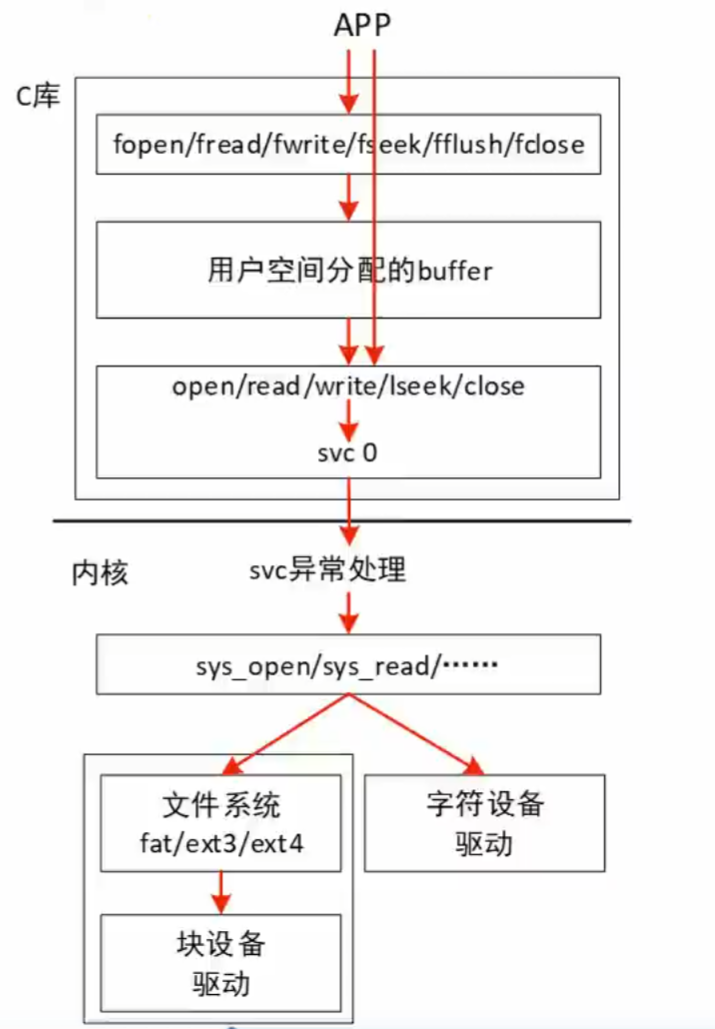 APP
C库
fopen/fread/fwrite/fseek/fflush/fclose
用户空间分配的buffer
open/read/write/lseek/close
svc 0
内核
svc异常处理
sys_open/sys_read/……
文件系统
fat/ext3/ext4
字符设备
驱动
块设备
驱动